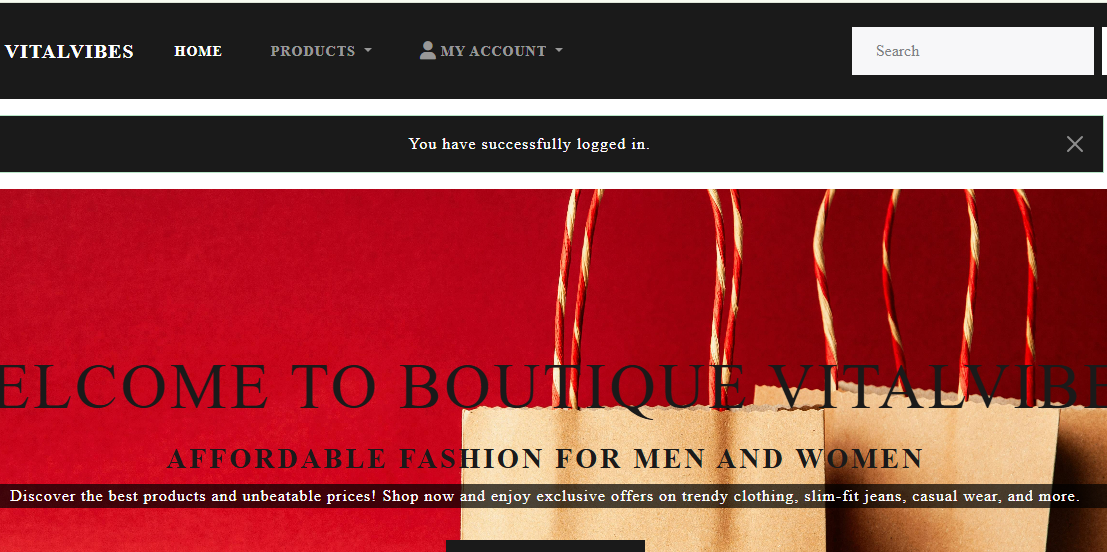 VITALVIBES HOME PRODUCTS MY ACCOUNT Search
You have successfully logged in.
ELCOME TO BOUTIQUE VITALVIBE
AFFORDABLE FASHION FOR MEN AND WOMEN
Discover the best products and unbeatable prices! Shop now and enjoy exclusive offers on trendy clothing, slim-fit jeans, casual wear, and more.